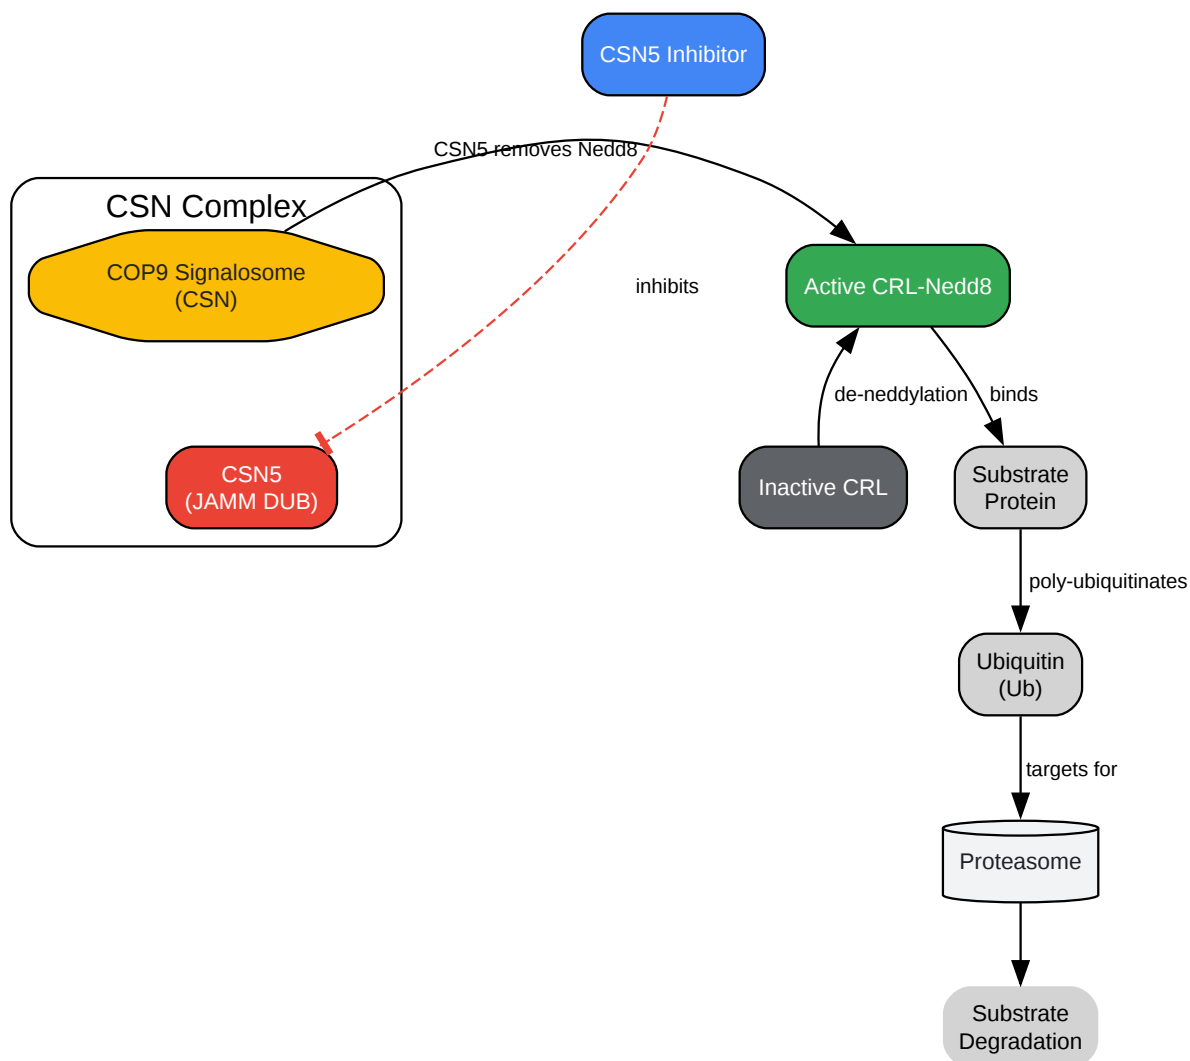 CSN5 Inhibitor
CSN5 removes Nedd8
CSN Complex
COP9 Signalosome
(CSN)
inhibits
Active CRL-Nedd8
de-neddylation
binds
CSN5
(JAMM DUB)
Inactive CRL
Substrate
Protein
poly-ubiquitinates
Ubiquitin
(Ub)
targets for
Proteasome
Substrate
Degradation